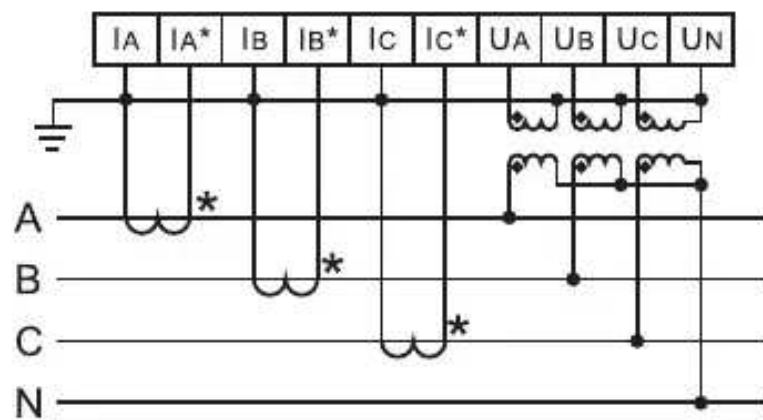 IA IA* IB IB* IC IC* UA UB UC UN
A *
B *
C *
N